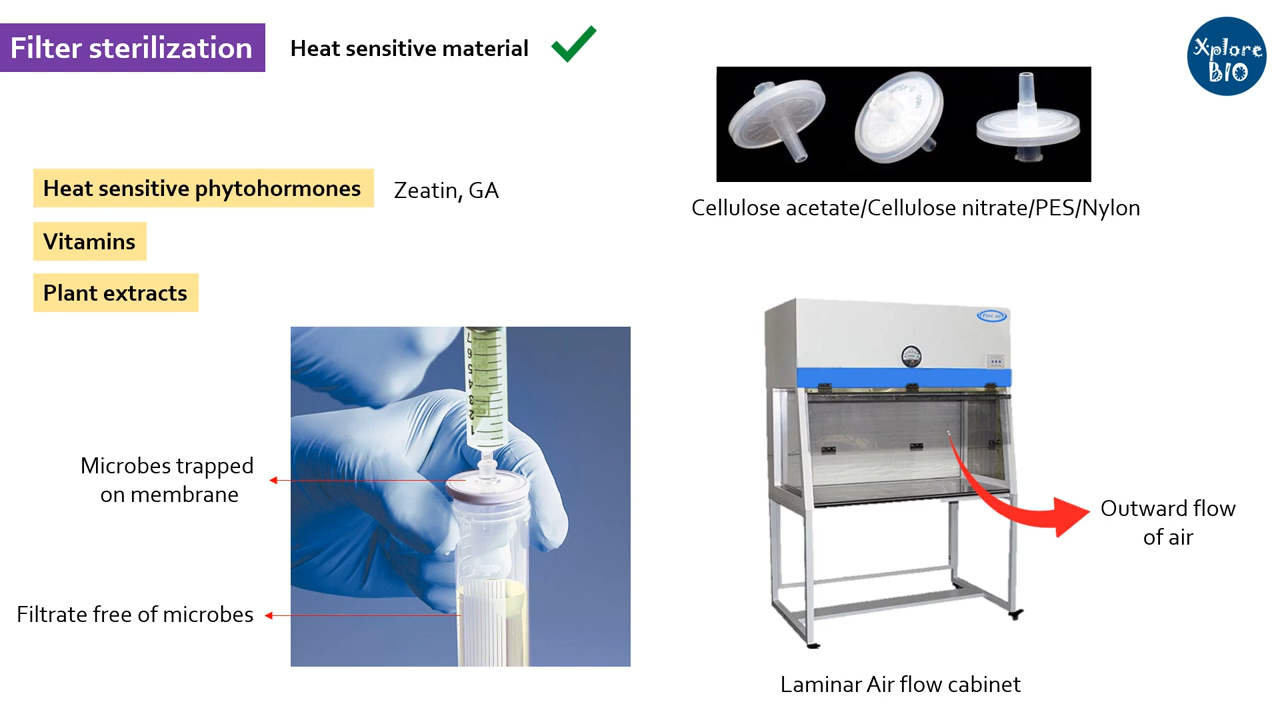 Filter sterilization
Heat sensitive material
Xplore
BIO
Heat sensitive phytohormones
Zeatin, GA
Vitamins
Plant extracts
Cellulose acetate/Cellulose nitrate/PES/Nylon
Microbes trapped
on membrane
Filtrate free of microbes
Outward flow
of air
Laminar Air flow cabinet